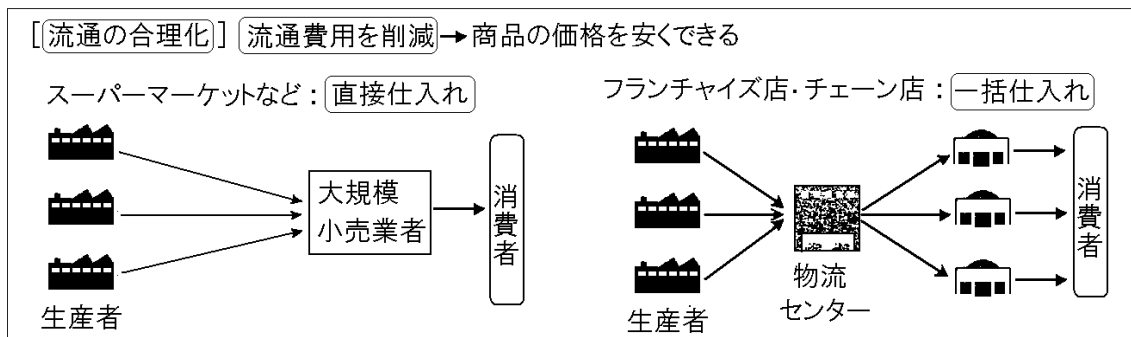 [流通の合理化] 流通費用を削減→商品の価格を安くできる
スーパーマーケットなど：直接仕入れ
大規模
小売業者
消費者
生産者
フランチャイズ店・チェーン店：一括仕入れ
物流
センター
消費者
生産者